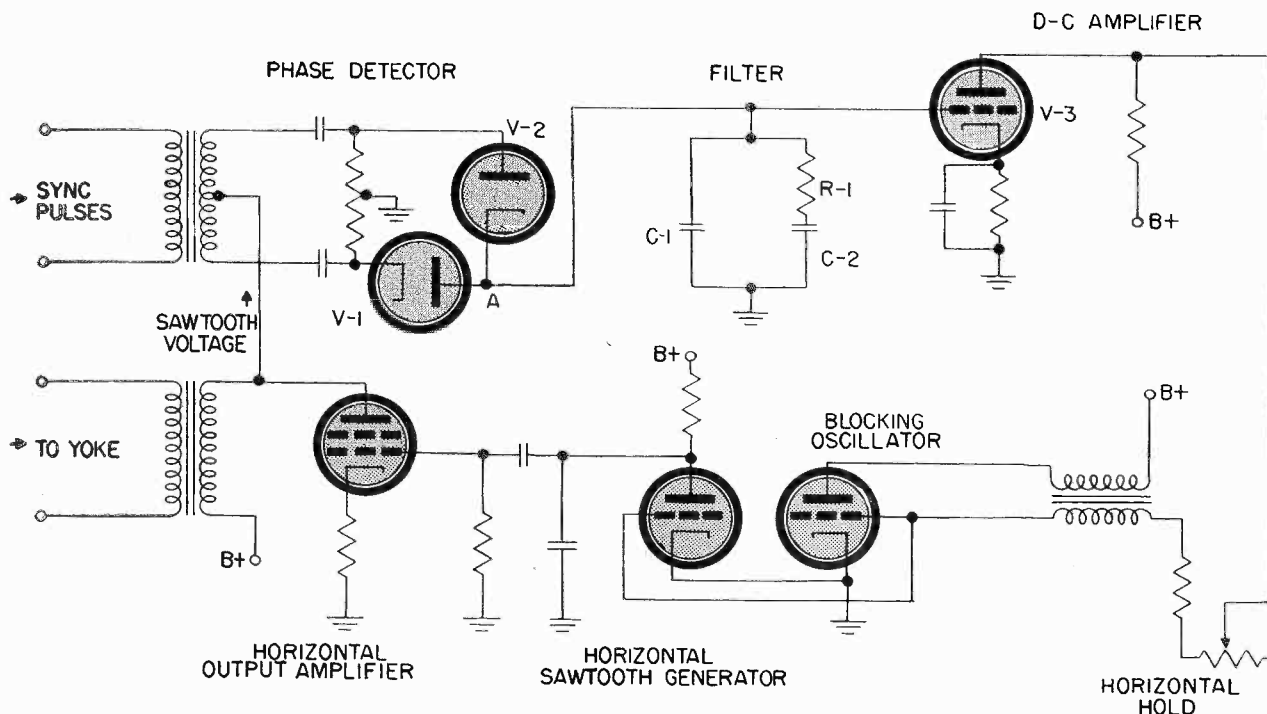 D-C AMPLIFIER
PHASE DETECTOR
FILTER
V-2
V-3
SYNC
PULSES
R-1
C-1
C-2
B+
A
V-1
SAWTOOTH
VOLTAGE
B+
B+
BLOCKING
OSCILLATOR
TO YOKE
B+
HORIZONTAL
OUTPUT AMPLIFIER
HORIZONTAL
SAWTOOTH GENERATOR
HORIZONTAL
HOLD